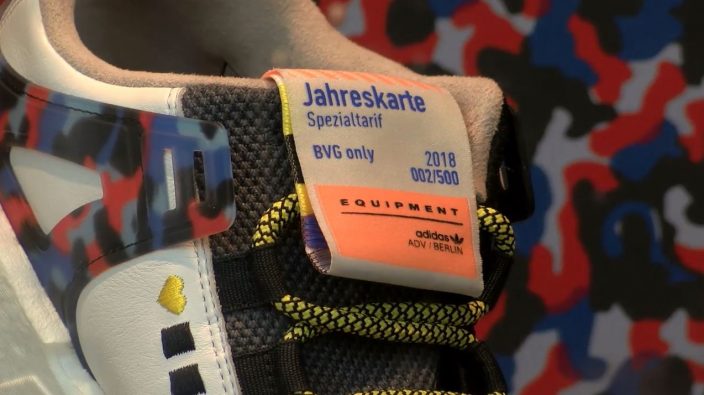 Jahreskarte
Spezialtarif
BVG only
2018
002/500
EQUIPMENT
adidas
ADV / BERLIN